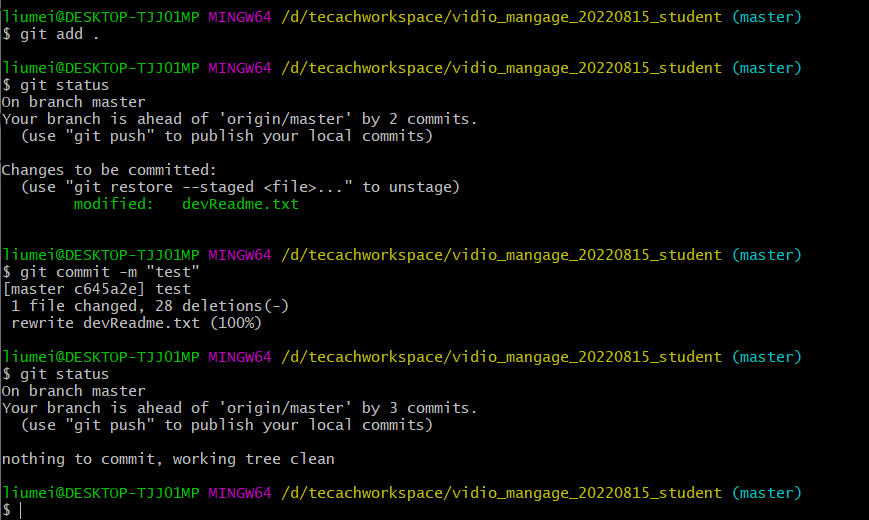 liumei@DESKTOP-TJJO1MP MINGW64 /d/tecachworkspace/vidio_mangage_20220815_student (master)
$ git add .
liumei@DESKTOP-TJJO1MP MINGW64 /d/tecachworkspace/vidio_mangage_20220815_student (master)
$ git status
On branch master
Your branch is ahead of 'origin/master' by 2 commits.
  (use "git push" to publish your local commits)
Changes to be committed:
  (use "git restore --staged <file>..." to unstage)
        modified:   devReadme.txt
liumei@DESKTOP-TJJO1MP MINGW64 /d/tecachworkspace/vidio_mangage_20220815_student (master)
$ git commit -m "test"
[master c645a2e] test
 1 file changed, 28 deletions(-)
 rewrite devReadme.txt (100%)
liumei@DESKTOP-TJJO1MP MINGW64 /d/tecachworkspace/vidio_mangage_20220815_student (master)
$ git status
On branch master
Your branch is ahead of 'origin/master' by 3 commits.
  (use "git push" to publish your local commits)
nothing to commit, working tree clean
liumei@DESKTOP-TJJO1MP MINGW64 /d/tecachworkspace/vidio_mangage_20220815_student (master)
$